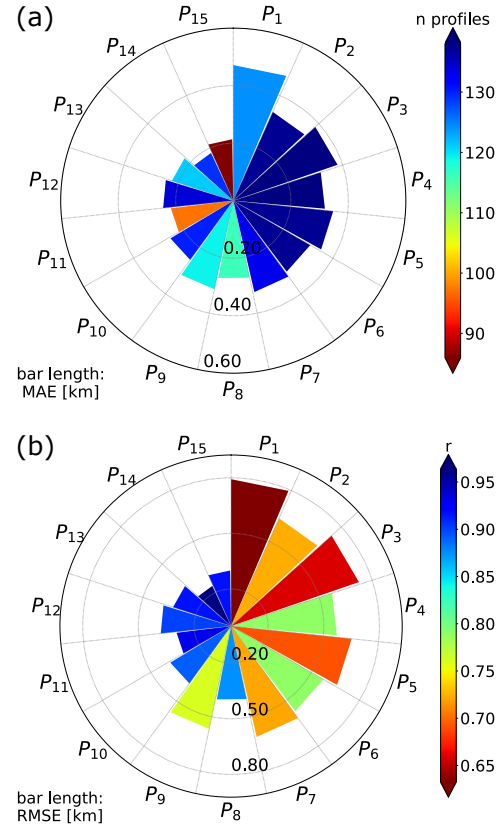 (a)
n profiles
P15
P1
P14
P2
P13
P3
P12
P4
P11
P5
P10
P6
P9
P8
P7
0.20
0.40
0.60
130
120
110
100
90
bar length:
MAE [km]
(b)
r
P15
P1
P14
P2
P13
P3
P12
P4
P11
P5
P10
P6
P9
P8
P7
0.20
0.50
0.80
0.95
0.90
0.85
0.80
0.75
0.70
0.65
bar length:
RMSE [km]